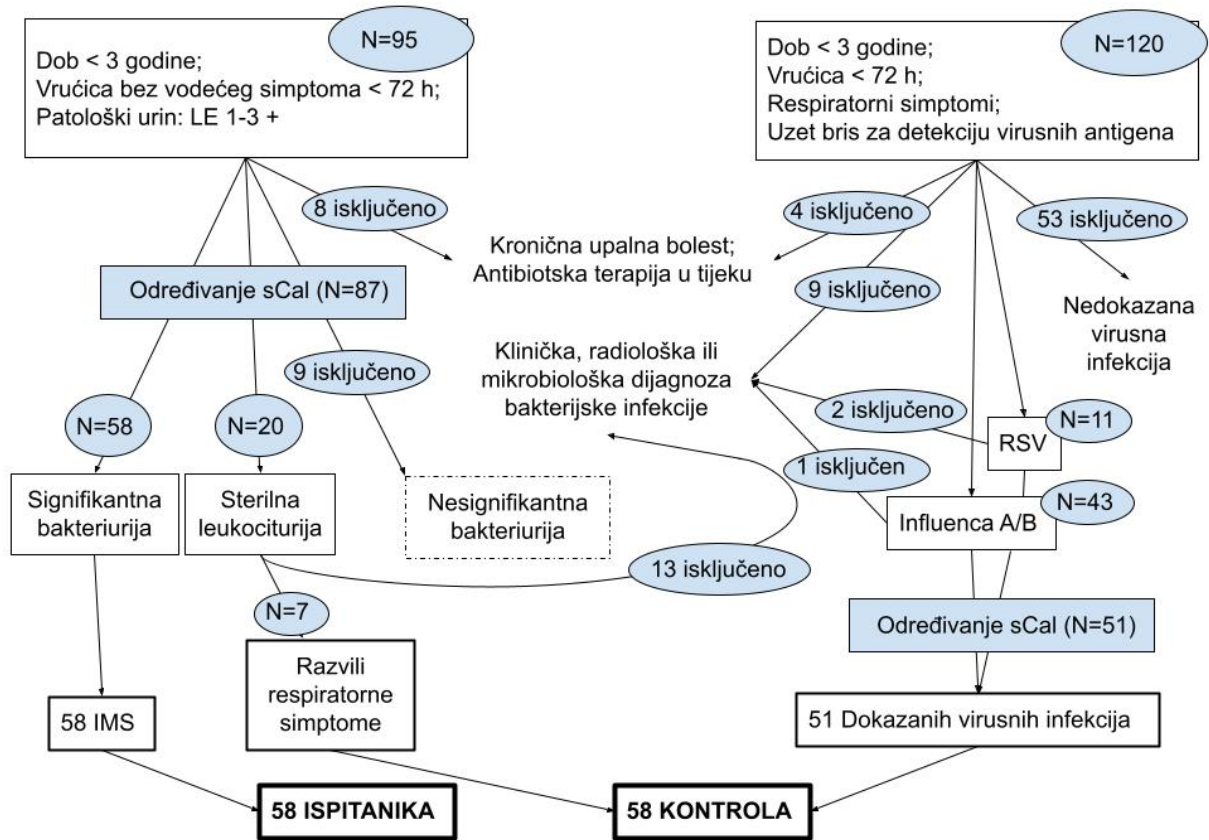 N=95
Dob < 3 godine;
Vrućica bez vodećeg simptoma < 72 h;
Patološki urin: LE 1-3 +
N=120
Dob < 3 godine;
Vrućica < 72 h;
Respiratorni simptomi;
Uzet bris za detekciju virusnih antigena
8 isključeno
4 isključeno
53 isključeno
Kronična upalna bolest;
Antibiotska terapija u tijeku
Određivanje sCal (N=87)
9 isključeno
Nedokazana
virusna
infekcija
Klinička, radiološka ili
mikrobiološka dijagnoza
bakterijske infekcije
9 isključeno
N=58
N=20
2 isključeno
N=11
RSV
1 isključen
Signifikantna
bakteriurija
Sterilna
leukociturija
Nesignifikantna
bakteriurija
N=43
Influenca A/B
13 isključeno
N=7
Određivanje sCal (N=51)
Razvili
respiratorne
simptome
58 IMS
51 Dokazanih virusnih infekcija
58 ISPITANIKA
58 KONTROLA